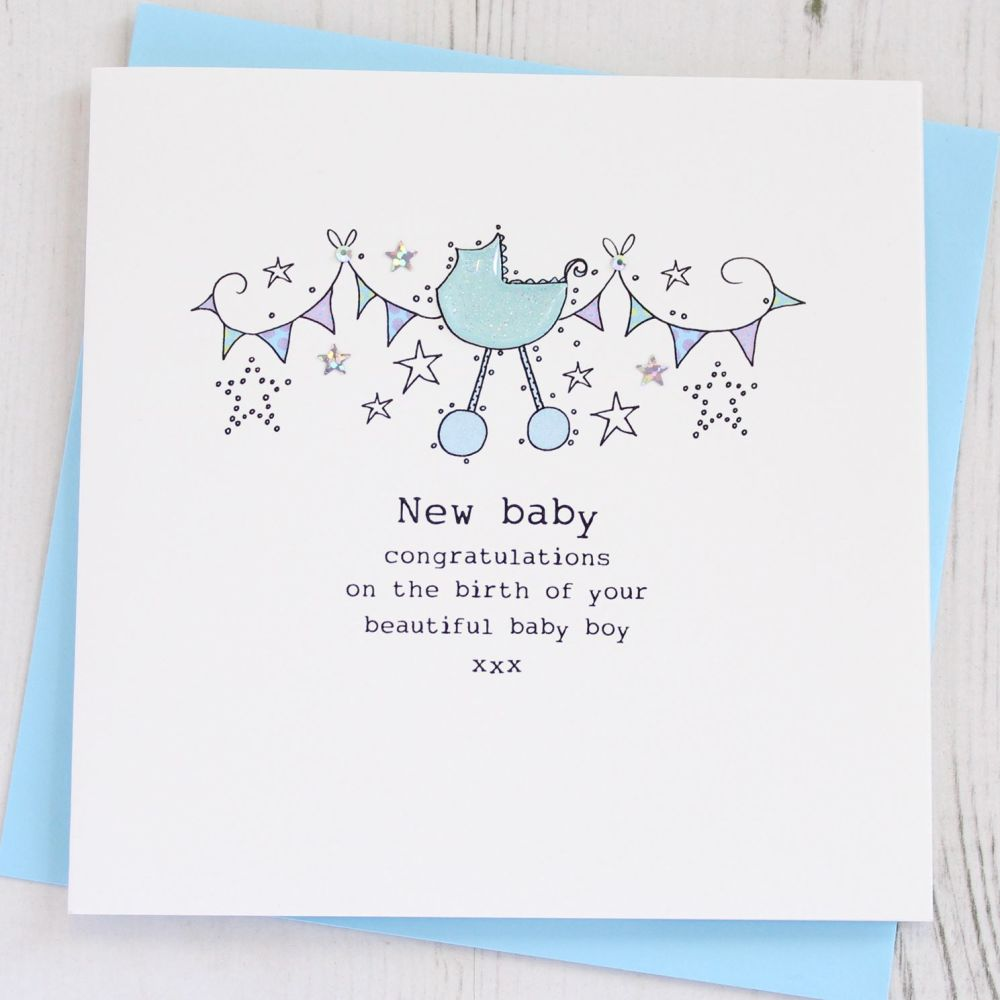 New baby
congratulations
on the birth of your
beautiful baby boy
xxx